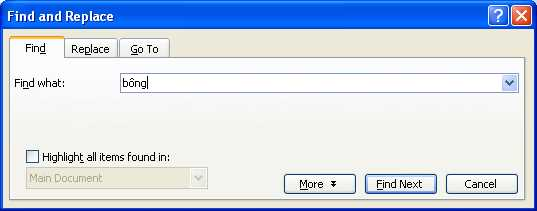 Find and Replace
Find Replace Go To
Find what: bông
Highlight all items found in:
Main Document
More Find Next Cancel